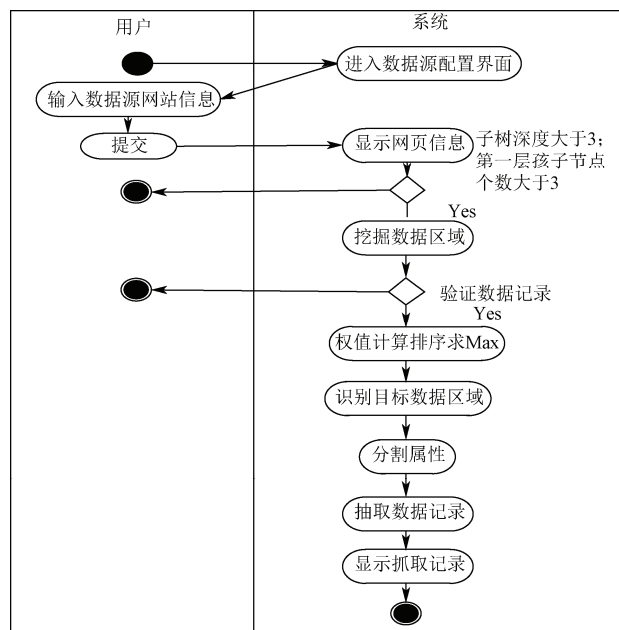 用户
系统
进入数据源配置界面
输入数据源网站信息
提交
显示网页信息
子树深度大于3;
第一层孩子节点
个数大于3
Yes
挖掘数据区域
验证数据记录
Yes
权值计算排序求Max
识别目标数据区域
分割属性
抽取数据记录
显示抓取记录